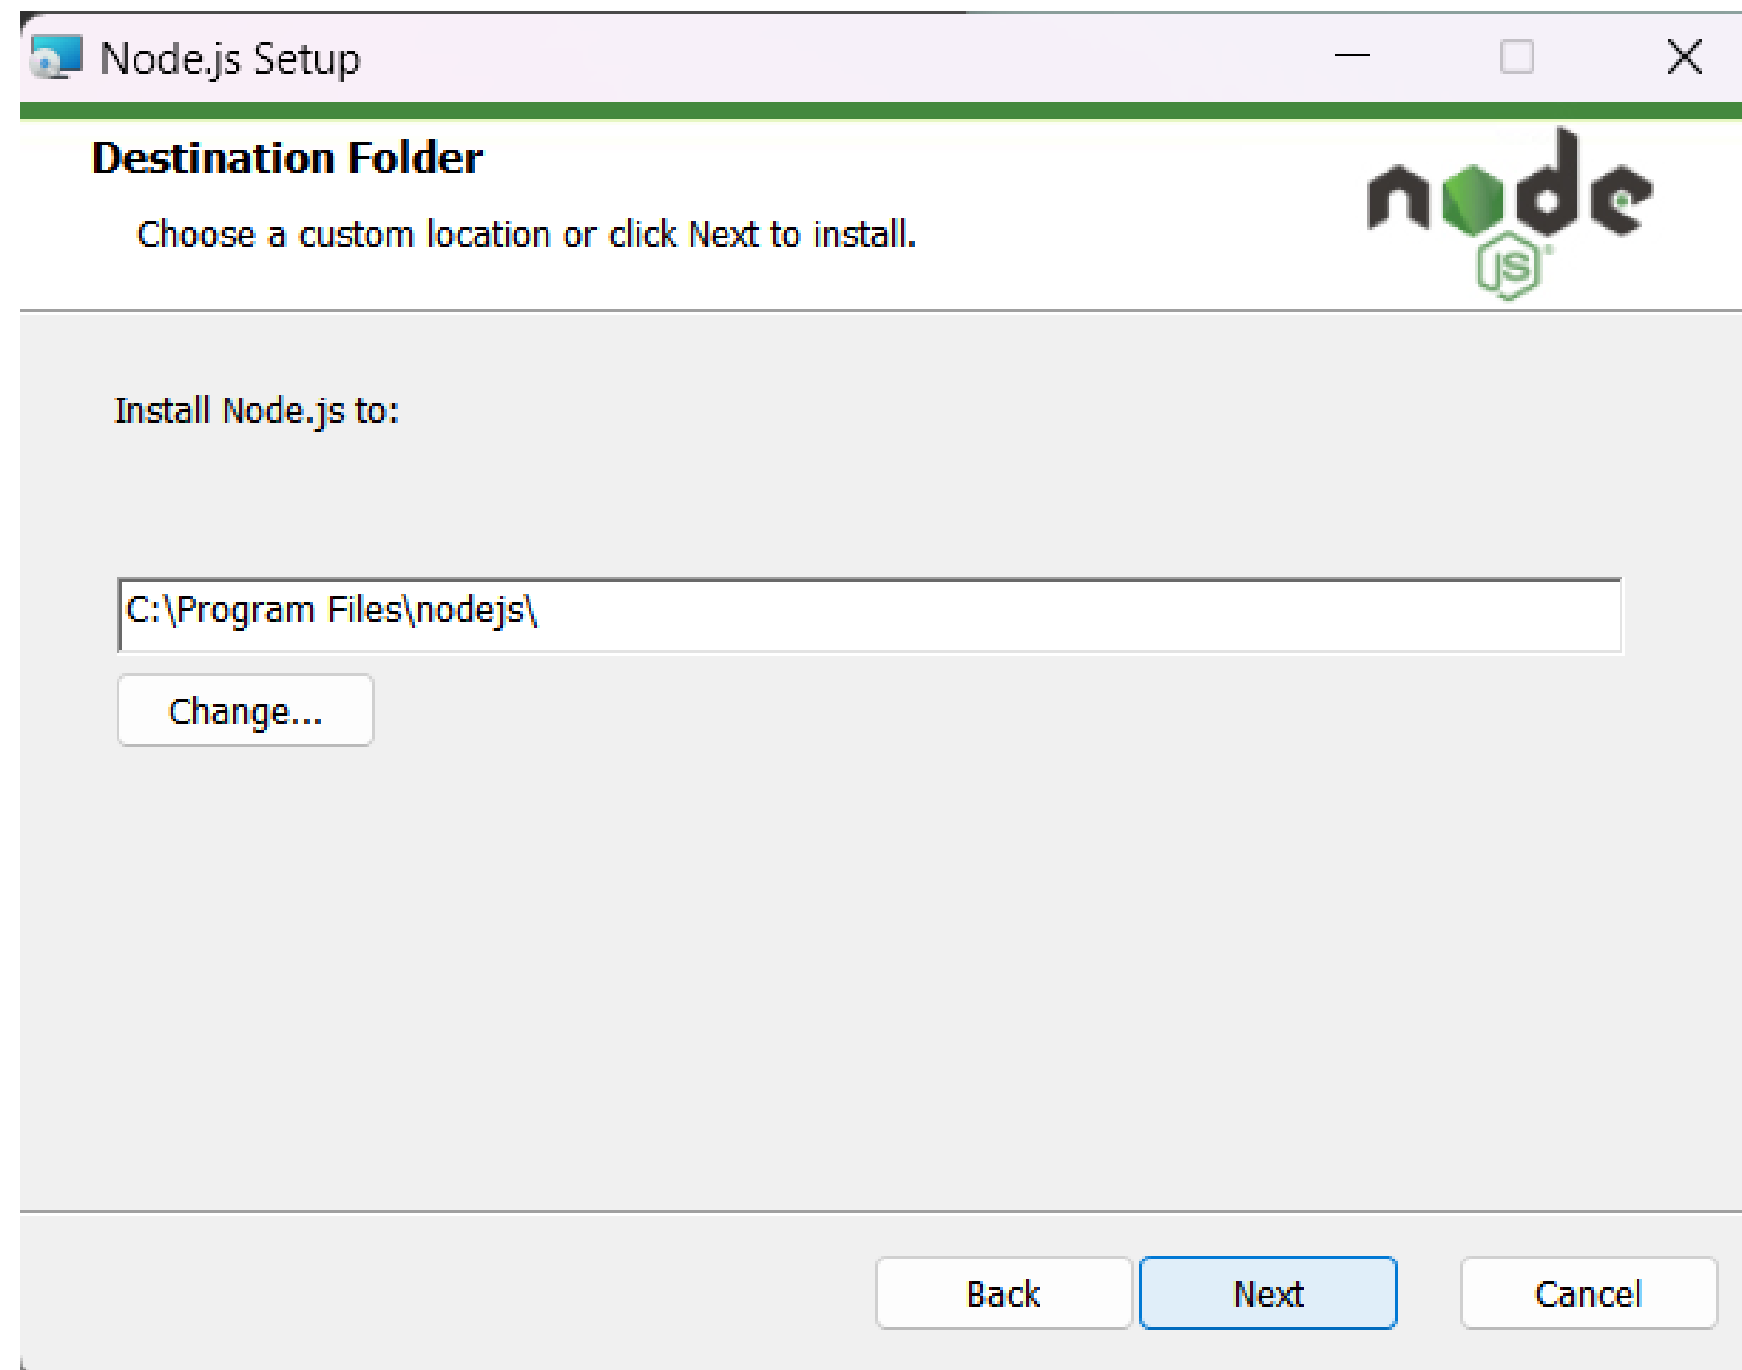 Node.js Setup
Destination Folder
Choose a custom location or click Next to install.
node
JS
Install Node.js to:
C:\Program Files\nodejs\
Change...
Back
Next
Cancel